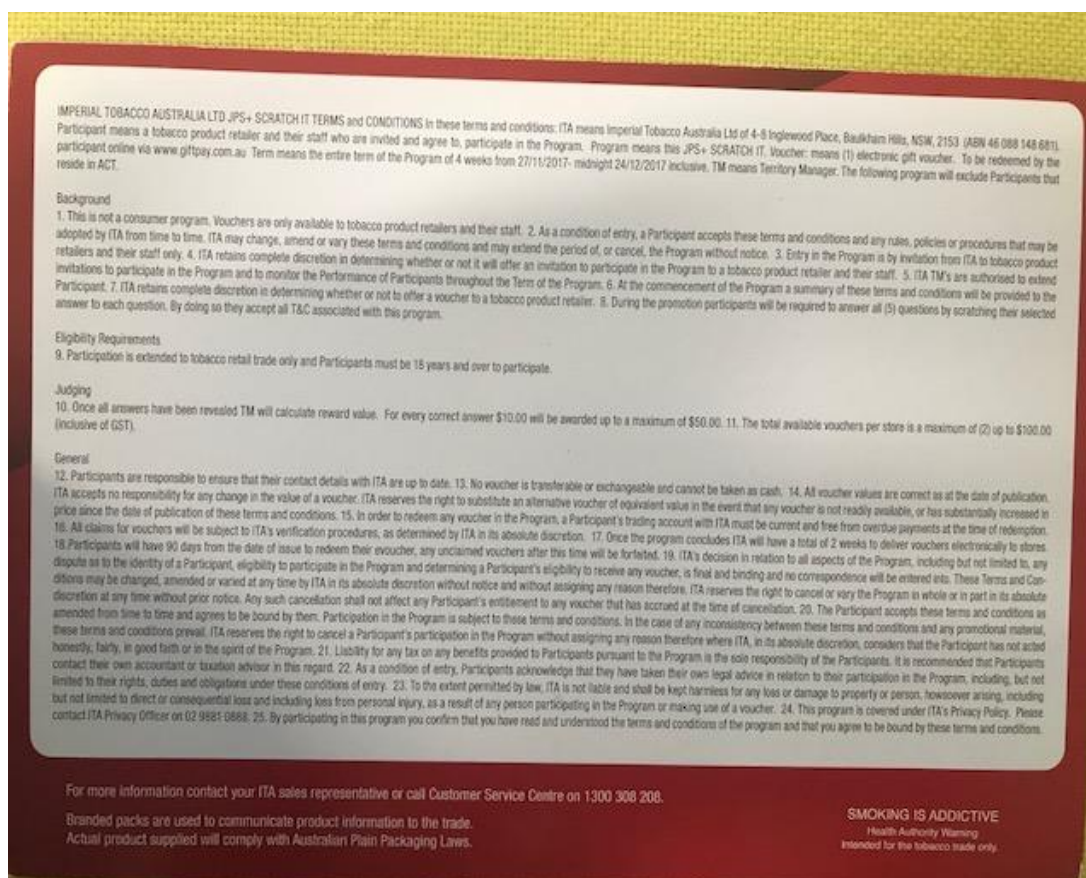 IMPERIAL TOBACCO AUSTRALIA LTD JPS+ SCRATCH IT TERMS and CONDITIONS In these terms and conditions: ITA means Imperial Tobacco Australia Ltd of 4-8 Inglewood Place, Baulkham Hills, NSW, 2153 (ABN 46 088 148 681).
Participant means a tobacco product retailer and their staff who are invited and agree to, participate in the Program. Program means this JPS+ SCRATCH IT. Voucher: means (1) electronic gift voucher. To be redeemed by the
participant online via www.giftpay.com.au Term means the entire term of the Program of 4 weeks from 27/11/2017- midnight 24/12/2017 inclusive. TM means Territory Manager. The following program will exclude Participants that
reside in ACT.
Background
1. This is not a consumer program. Vouchers are only available to tobacco product retailers and their staff. 2. As a condition of entry, a Participant accepts these terms and conditions and any rules, policies or procedures that may be
adopted by ITA from time to time. ITA may change, amend or vary these terms and conditions and may extend the period of, or cancel, the Program without notice. 3. Entry in the Program is by invitation from ITA to tobacco product
retailers and their staff only. 4. ITA retains complete discretion in determining whether or not it will offer an invitation to participate in the Program to a tobacco product retailer and their staff. 5. ITA TM's are authorised to extend
invitations to participate in the Program and to monitor the Performance of Participants throughout the Term of the Program. 6. At the commencement of the Program a summary of these terms and conditions will be provided to the
Participant. 7. ITA retains complete discretion in determining whether or not to offer a voucher to a tobacco product retailer. 8. During the promotion participants will be required to answer all (5) questions by scratching their selected
answer to each question. By doing so they accept all T&C associated with this program.
Eligibility Requirements
9. Participation is extended to tobacco retail trade only and Participants must be 18 years and over to participate.
Judging
10. Once all answers have been revealed TM will calculate reward value. For every correct answer $10.00 will be awarded up to a maximum of $50.00. 11. The total available vouchers per store is a maximum of (2) up to $100.00
(inclusive of GST).
General
12. Participants are responsible to ensure that their contact details with ITA are up to date. 13. No voucher is transferable or exchangeable and cannot be taken as cash. 14. All voucher values are correct as at the date of publication.
ITA accepts no responsibility for any change in the value of a voucher. ITA reserves the right to substitute an alternative voucher of equivalent value in the event that any voucher is not readily available, or has substantially increased in
price since the date of publication of these terms and conditions. 15. In order to redeem any voucher in the Program, a Participant's trading account with ITA must be current and free from overdue payments at the time of redemption.
16. All claims for vouchers will be subject to ITA's verification procedures, as determined by ITA in its absolute discretion. 17. Once the program concludes ITA will have a total of 2 weeks to deliver vouchers electronically to stores.
18.Participants will have 90 days from the date of issue to redeem their evoucher, any unclaimed vouchers after this time will be forfeited. 19. ITA's decision in relation to all aspects of the Program, including but not limited to, any
dispute as to the identity of a Participant, eligibility to participate in the Program and determining a Participant's eligibility to receive any voucher, is final and binding and no correspondence will be entered into. These Terms and Con-
ditions may be changed, amended or varied at any time by ITA in its absolute discretion without notice and without assigning any reason therefore. ITA reserves the right to cancel or vary the Program in whole or in part in its absolute
discretion at any time without prior notice. Any such cancellation shall not affect any Participant's entitlement to any voucher that has accrued at the time of cancellation. 20. The Participant accepts these terms and conditions as
amended from time to time and agrees to be bound by them. Participation in the Program is subject to these terms and conditions. In the case of any inconsistency between these terms and conditions and any promotional material,
these terms and conditions prevail. ITA reserves the right to cancel a Participant's participation in the Program without assigning any reason therefore where ITA, in its absolute discretion, considers that the Participant has not acted
honestly, fairly, in good faith or in the spirit of the Program. 21. Liability for any tax on any benefits provided to Participants pursuant to the Program is the sole responsibility of the Participants. It is recommended that Participants
contact their own accountant or taxation advisor in this regard. 22. As a condition of entry, Participants acknowledge that they have taken their own legal advice in relation to their participation in the Program, including, but not
limited to their rights, duties and obligations under these conditions of entry. 23. To the extent permitted by law, ITA is not liable and shall be kept harmless for any loss or damage to property or person, howsoever arising, including
but not limited to direct or consequential loss and including loss from personal injury, as a result of any person participating in the Program or making use of a voucher. 24. This program is covered under ITA's Privacy Policy. Please
contact ITA Privacy Officer on 02 9881 0888. 25. By participating in this program you confirm that you have read and understood the terms and conditions of the program and that you agree to be bound by these terms and conditions.
For more information contact your ITA sales representative or call Customer Service Centre on 1300 308 208.
Branded packs are used to communicate product information to the trade.
Actual product supplied will comply with Australian Plain Packaging Laws.
SMOKING IS ADDICTIVE
Health Authority Warning
Intended for the tobacco trade only.